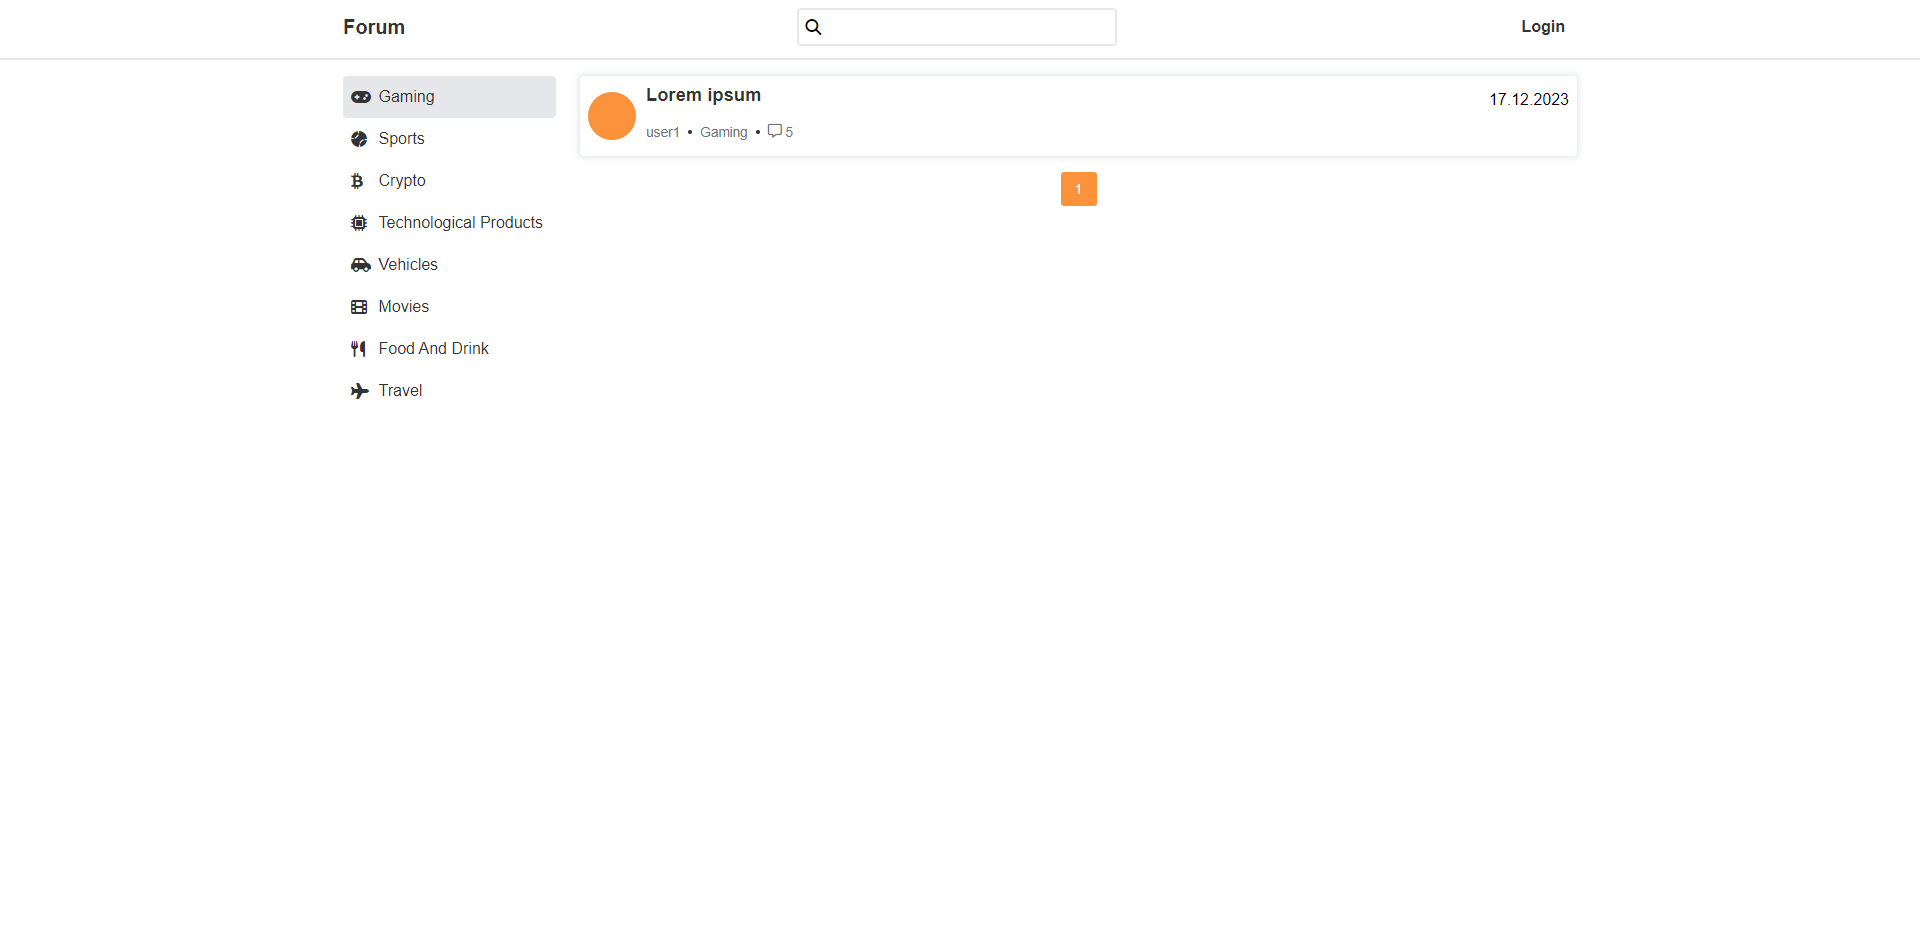 Forum
Login
Gaming
Sports
Crypto
Technological Products
Vehicles
Movies
Food And Drink
Travel
Lorem ipsum
17.12.2023
user1 • Gaming • 5
1